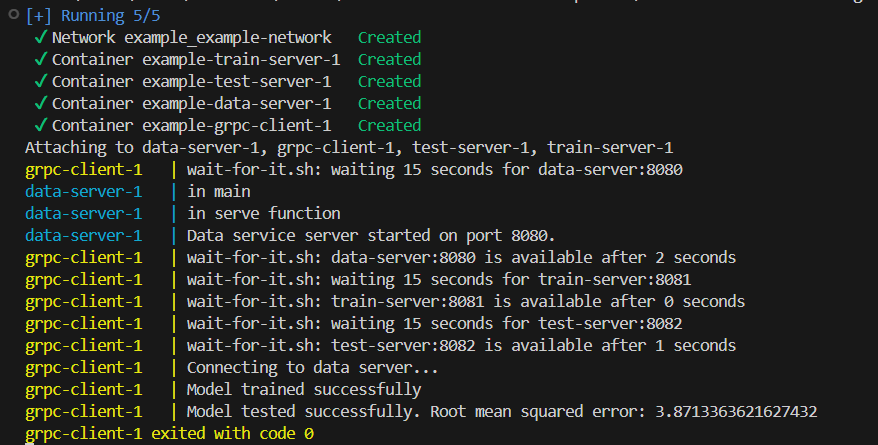 [+] Running 5/5
✓ Network example_example-network Created
✓ Container example-train-server-1 Created
✓ Container example-test-server-1 Created
✓ Container example-data-server-1 Created
✓ Container example-grpc-client-1 Created
Attaching to data-server-1, grpc-client-1, test-server-1, train-server-1
grpc-client-1 | wait-for-it.sh: waiting 15 seconds for data-server:8080
data-server-1 | in main
data-server-1 | in serve function
data-server-1 | Data service server started on port 8080.
grpc-client-1 | wait-for-it.sh: data-server:8080 is available after 2 seconds
grpc-client-1 | wait-for-it.sh: waiting 15 seconds for train-server:8081
grpc-client-1 | wait-for-it.sh: train-server:8081 is available after 0 seconds
grpc-client-1 | wait-for-it.sh: waiting 15 seconds for test-server:8082
grpc-client-1 | wait-for-it.sh: test-server:8082 is available after 1 seconds
grpc-client-1 | Connecting to data server...
grpc-client-1 | Model trained successfully
grpc-client-1 | Model tested successfully. Root mean squared error: 3.8713363621627432
grpc-client-1 exited with code 0